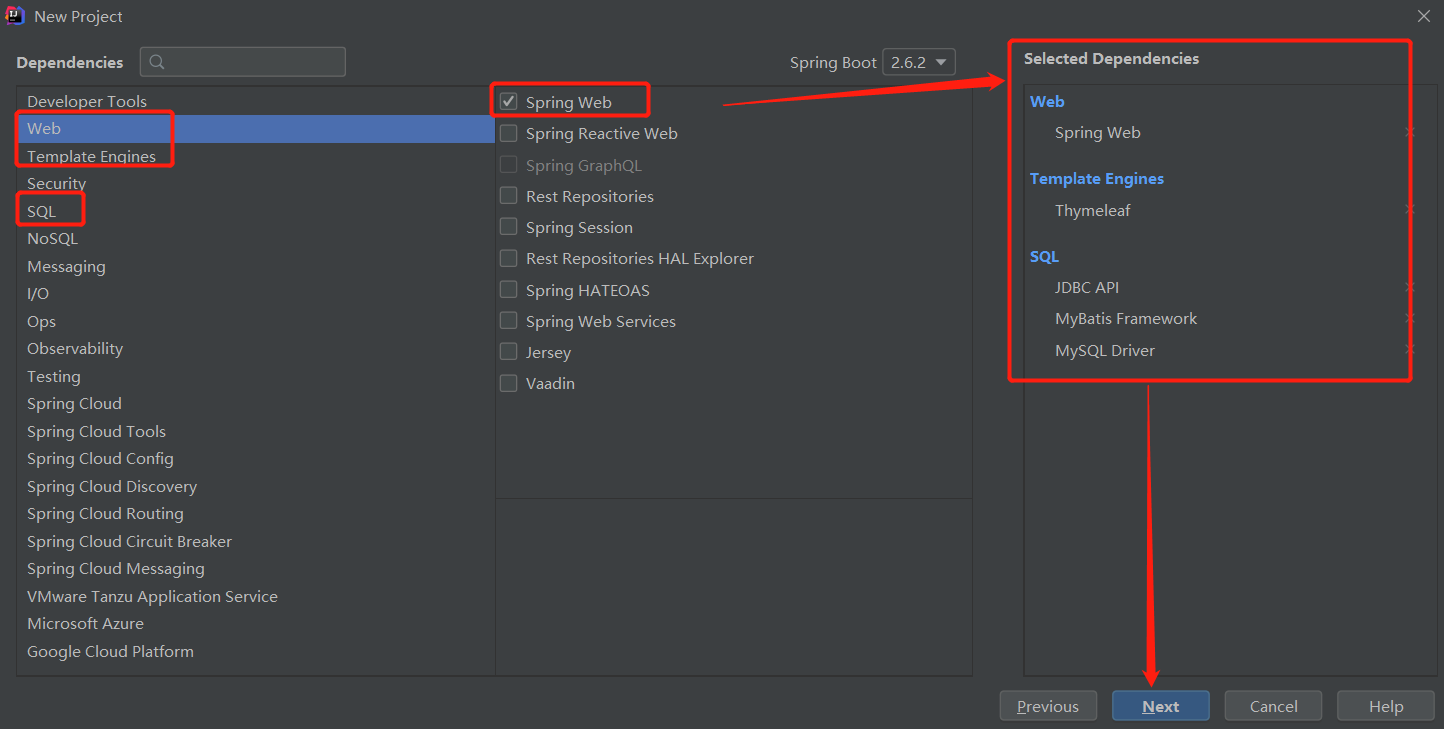 New Project
Dependencies
Spring Boot 2.6.2
Developer Tools
Web
Template Engines
Security
SQL
NoSQL
Messaging
I/O
Ops
Observability
Testing
Spring Cloud
Spring Cloud Tools
Spring Cloud Config
Spring Cloud Discovery
Spring Cloud Routing
Spring Cloud Circuit Breaker
Spring Cloud Messaging
VMware Tanzu Application Service
Microsoft Azure
Google Cloud Platform
Spring Web
Spring Reactive Web
Spring GraphQL
Rest Repositories
Spring Session
Rest Repositories HAL Explorer
Spring HATEOAS
Spring Web Services
Jersey
Vaadin
Selected Dependencies
Web
Spring Web
Template Engines
Thymeleaf
SQL
JDBC API
MyBatis Framework
MySQL Driver
Previous
Next
Cancel
Help